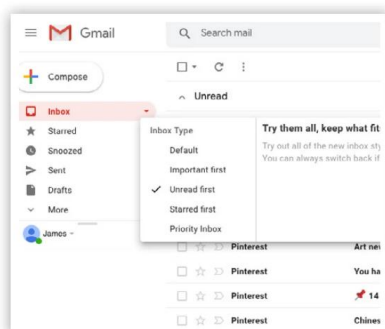 Gmail
Search mail
Compose
Unread
Inbox
Starred
Snoozed
Sent
Drafts
More
James
Inbox Type
Default
Important first
Unread first
Starred first
Priority Inbox
Try them all, keep what fit
Try out all of the new inbox sty
You can always switch back if
Pinterest
Art nei
Pinterest
You ha
Pinterest
14
Pinterest
Chines